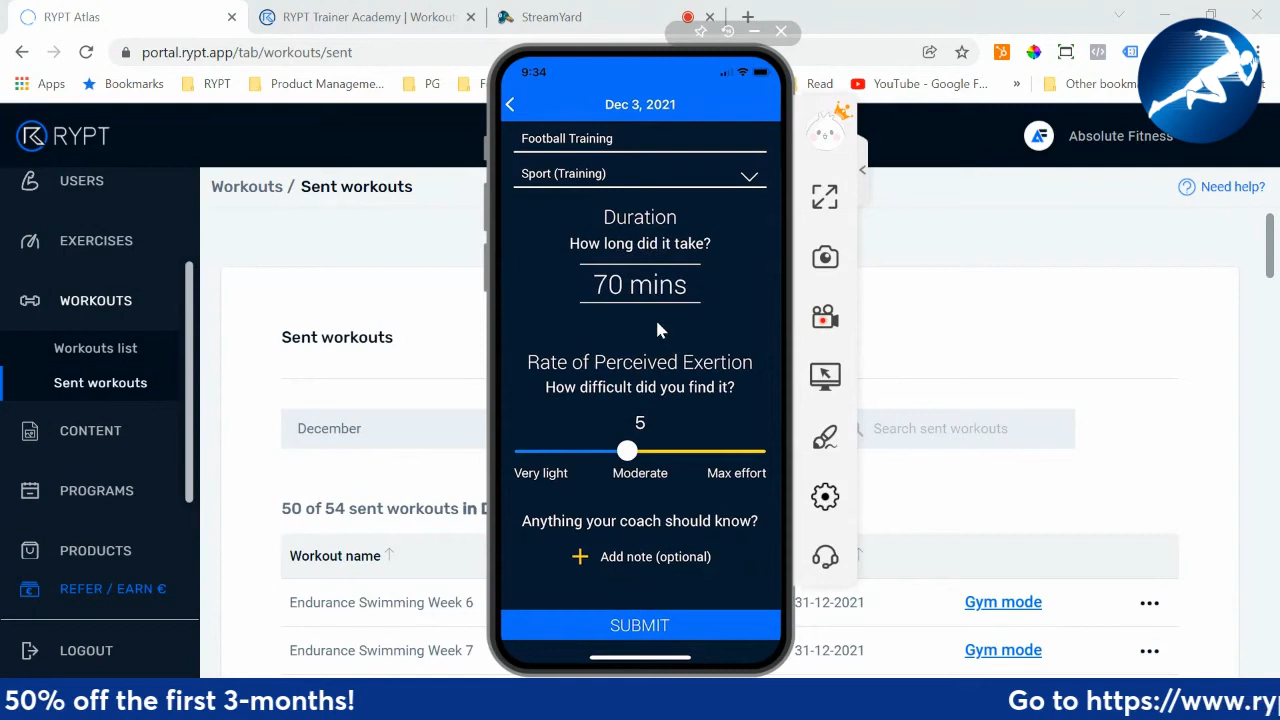 RYPT Atlas
RYPT Trainer Academy | Workou
StreamYard
portal.rypt.app/tab/workouts/sent
Apps
Bookmarks
RYPT
Product Manageme...
PG
Read
YouTube - Google F...
»
Other bookm
RYPT
Absolute Fitness
USERS
EXERCISES
WORKOUTS
Workouts list
Sent workouts
CONTENT
PROGRAMS
PRODUCTS
REFER / EARN €
LOGOUT
Workouts / Sent workouts
Need help?
Sent workouts
December
Search sent workouts
50 of 54 sent workouts in D
Workout name
Endurance Swimming Week 6
31-12-2021
Gym mode
Endurance Swimming Week 7
31-12-2021
Gym mode
9:34
Dec 3, 2021
Football Training
Sport (Training)
Duration
How long did it take?
70 mins
Rate of Perceived Exertion
How difficult did you find it?
5
Very light Moderate Max effort
Anything your coach should know?
+ Add note (optional)
SUBMIT
50% off the first 3-months!
Go to https://www.ryp